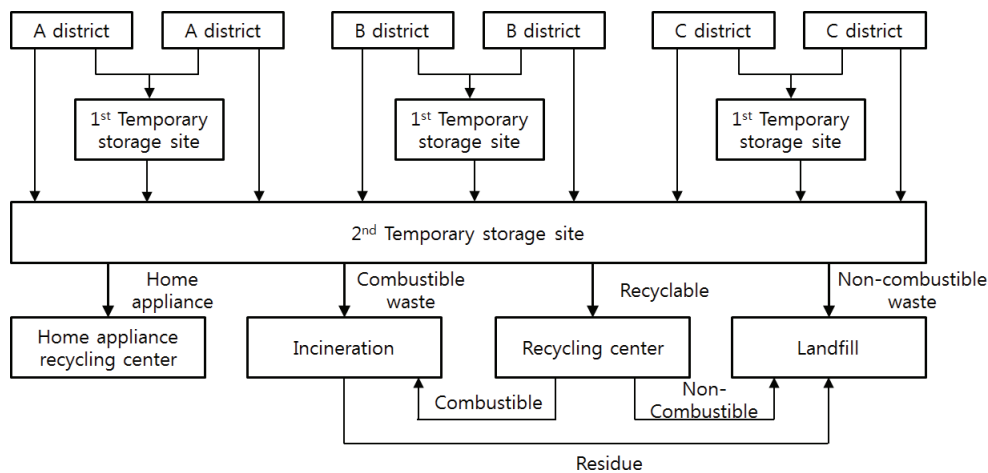 A district
A district
B district
B district
C district
C district
1st Temporary
storage site
1st Temporary
storage site
1st Temporary
storage site
2nd Temporary storage site
Home
appliance
Combustible
waste
Recyclable
Non-combustible
waste
Home appliance
recycling center
Incineration
Recycling center
Landfill
Combustible
Non-
Combustible
Residue